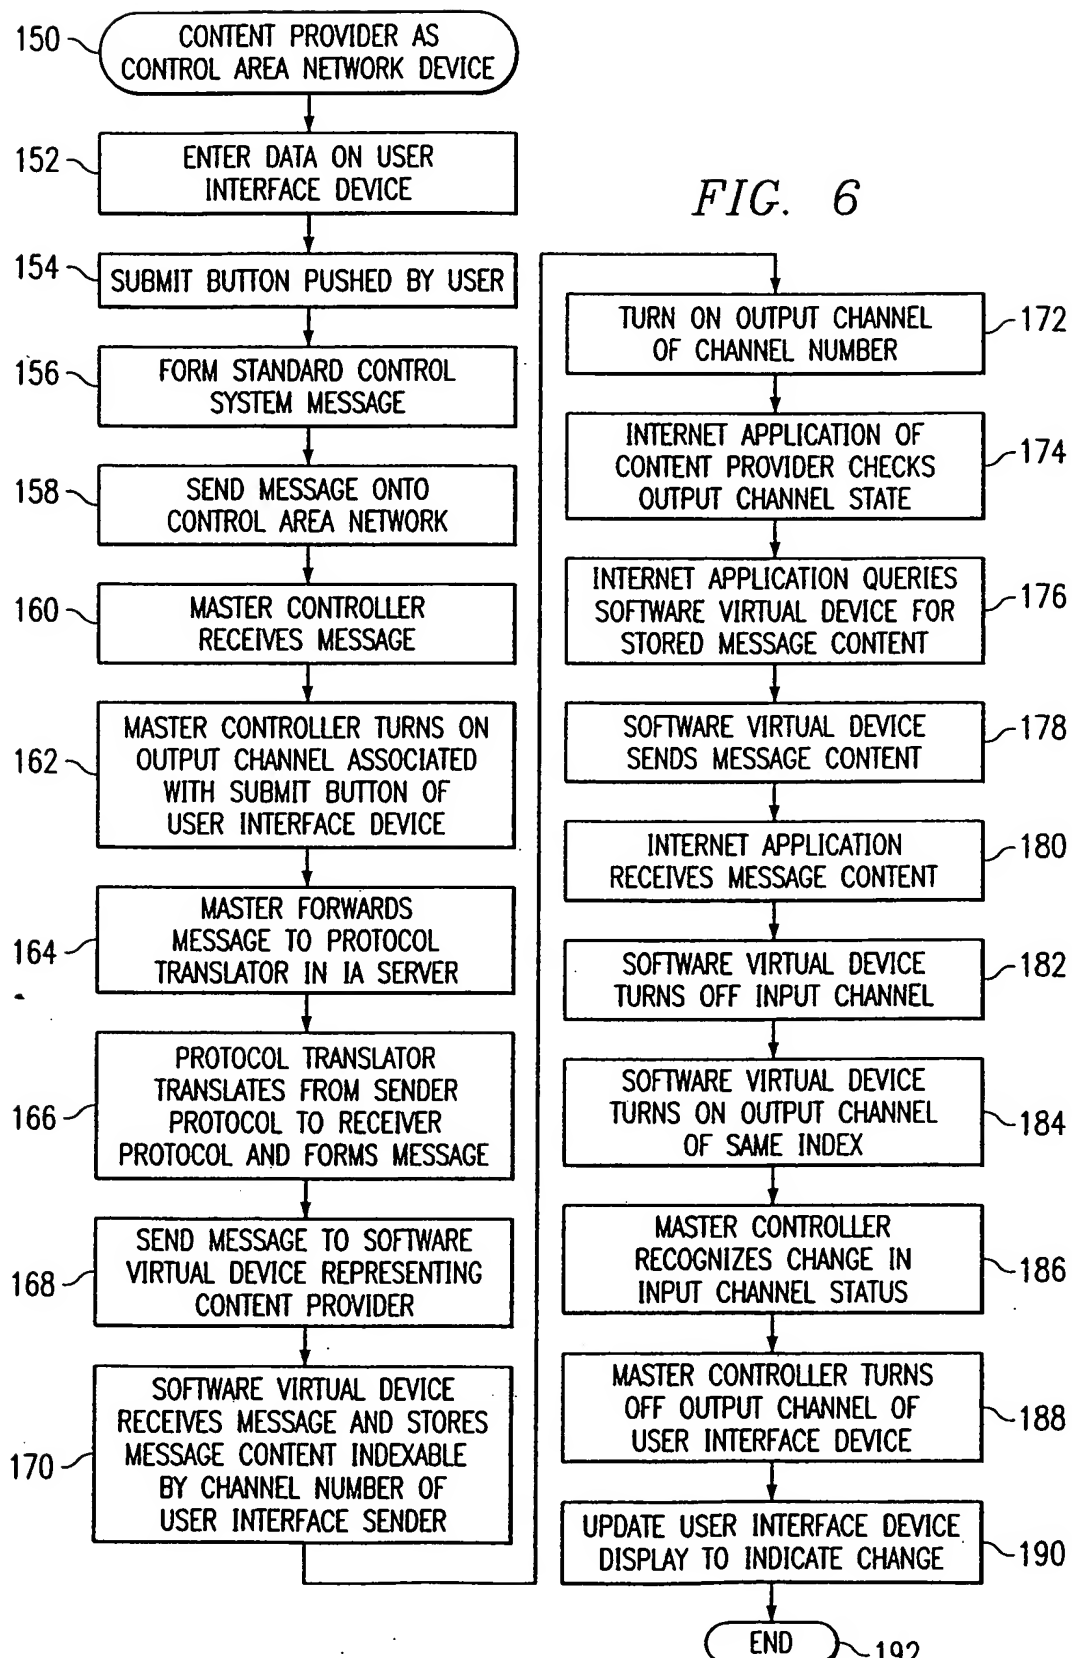 150
CONTENT PROVIDER AS
CONTROL AREA NETWORK DEVICE
152
ENTER DATA ON USER
INTERFACE DEVICE
154
SUBMIT BUTTON PUSHED BY USER
156
FORM STANDARD CONTROL
SYSTEM MESSAGE
158
SEND MESSAGE ONTO
CONTROL AREA NETWORK
160
MASTER CONTROLLER
RECEIVES MESSAGE
162
MASTER CONTROLLER TURNS ON
OUTPUT CHANNEL ASSOCIATED
WITH SUBMIT BUTTON OF
USER INTERFACE DEVICE
164
MASTER FORWARDS
MESSAGE TO PROTOCOL
TRANSLATOR IN IA SERVER
166
PROTOCOL TRANSLATOR
TRANSLATES FROM SENDER
PROTOCOL TO RECEIVER
PROTOCOL AND FORMS MESSAGE
168
SEND MESSAGE TO SOFTWARE
VIRTUAL DEVICE REPRESENTING
CONTENT PROVIDER
170
SOFTWARE VIRTUAL DEVICE
RECEIVES MESSAGE AND STORES
MESSAGE CONTENT INDEXABLE
BY CHANNEL NUMBER OF
USER INTERFACE SENDER
FIG. 6
TURN ON OUTPUT CHANNEL
OF CHANNEL NUMBER
172
INTERNET APPLICATION OF
CONTENT PROVIDER CHECKS
OUTPUT CHANNEL STATE
174
INTERNET APPLICATION QUERIES
SOFTWARE VIRTUAL DEVICE FOR
STORED MESSAGE CONTENT
176
SOFTWARE VIRTUAL DEVICE
SENDS MESSAGE CONTENT
178
INTERNET APPLICATION
RECEIVES MESSAGE CONTENT
180
SOFTWARE VIRTUAL DEVICE
TURNS OFF INPUT CHANNEL
182
SOFTWARE VIRTUAL DEVICE
TURNS ON OUTPUT CHANNEL
OF SAME INDEX
184
MASTER CONTROLLER
RECOGNIZES CHANGE IN
INPUT CHANNEL STATUS
186
MASTER CONTROLLER TURNS
OFF OUTPUT CHANNEL OF
USER INTERFACE DEVICE
188
UPDATE USER INTERFACE DEVICE
DISPLAY TO INDICATE CHANGE
190
END
192